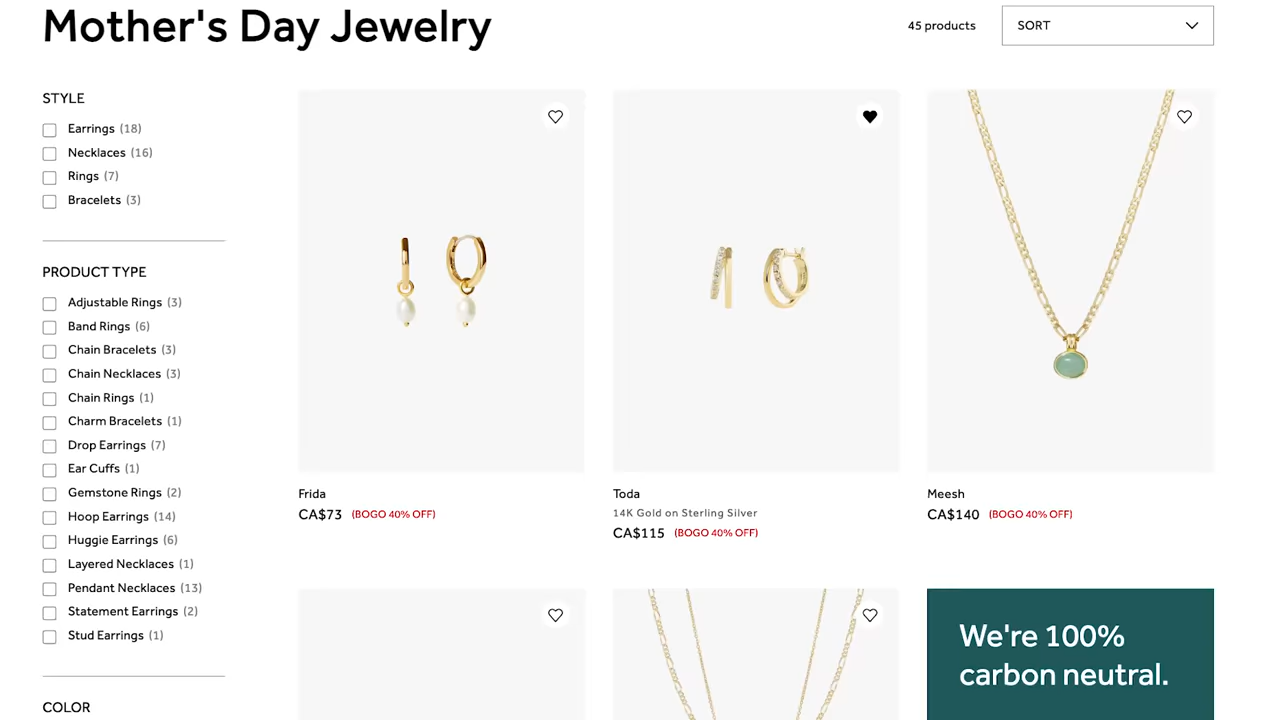 Mother's Day Jewelry
45 products
SORT
STYLE
Earrings (18)
Necklaces (16)
Rings (7)
Bracelets (3)
PRODUCT TYPE
Adjustable Rings (3)
Band Rings (6)
Chain Bracelets (3)
Chain Necklaces (3)
Chain Rings (1)
Charm Bracelets (1)
Drop Earrings (7)
Ear Cuffs (1)
Gemstone Rings (2)
Hoop Earrings (14)
Huggie Earrings (6)
Layered Necklaces (1)
Pendant Necklaces (13)
Statement Earrings (2)
Stud Earrings (1)
COLOR
Frida
CA$73 (BOGO 40% OFF)
Toda
14K Gold on Sterling Silver
CA$115 (BOGO 40% OFF)
Meesh
CA$140 (BOGO 40% OFF)
We're 100%
carbon neutral.